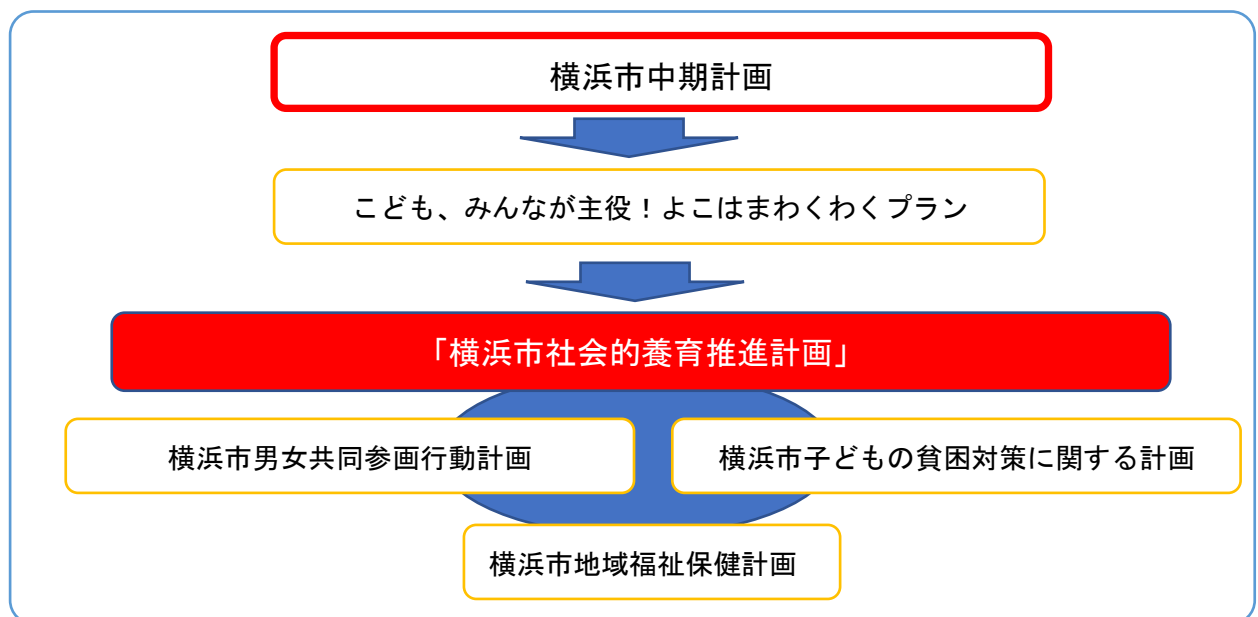 横浜市中期計画
こども、みんなが主役！よこはまわくわくプラン
「横浜市社会的養育推進計画」
横浜市男女共同参画行動計画
横浜市子どもの貧困対策に関する計画
横浜市地域福祉保健計画